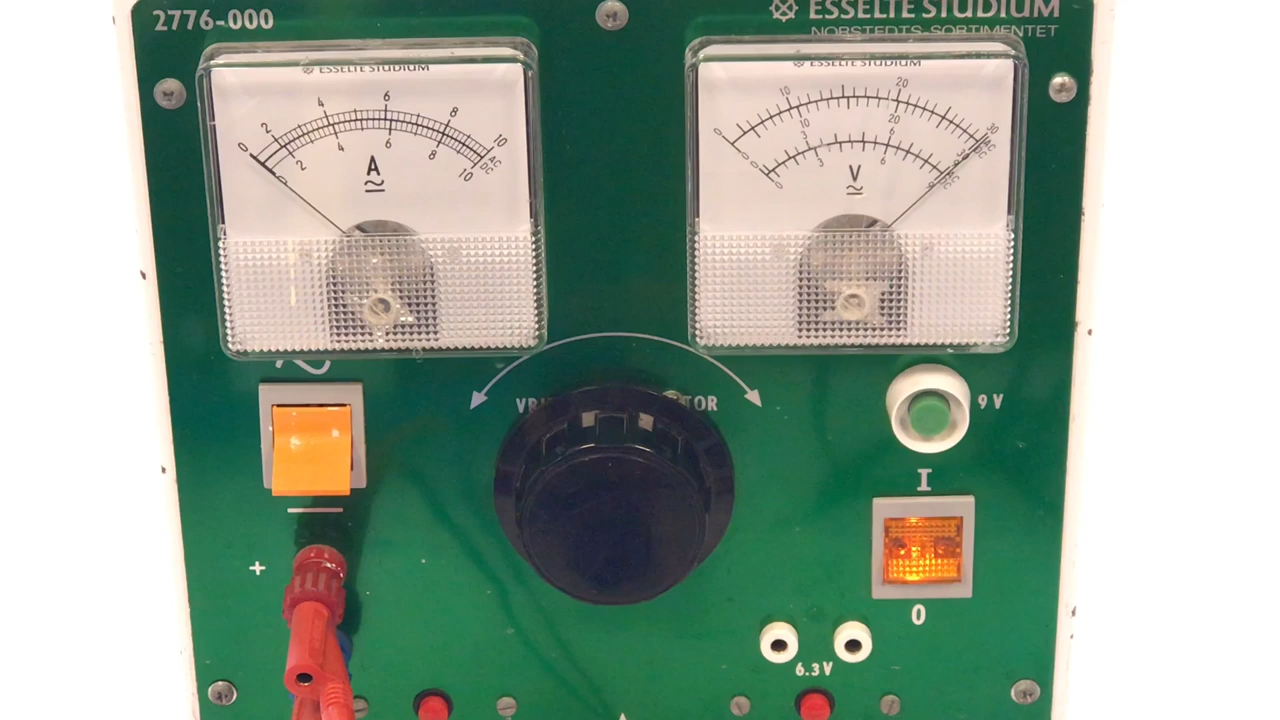 2776-000
ESSELTE STUDIUM
NORSTEDTS-SORTIMENTET
ESSELTE STUDIUM
0 2 4 6 8 10 AC
0 2 4 6 8 10 DC
A
ESSELTE STUDIUM
0 10 20 30 AC
10 20
3 6
0 3 6 9
V
9 V
I
+
0
6.3 V